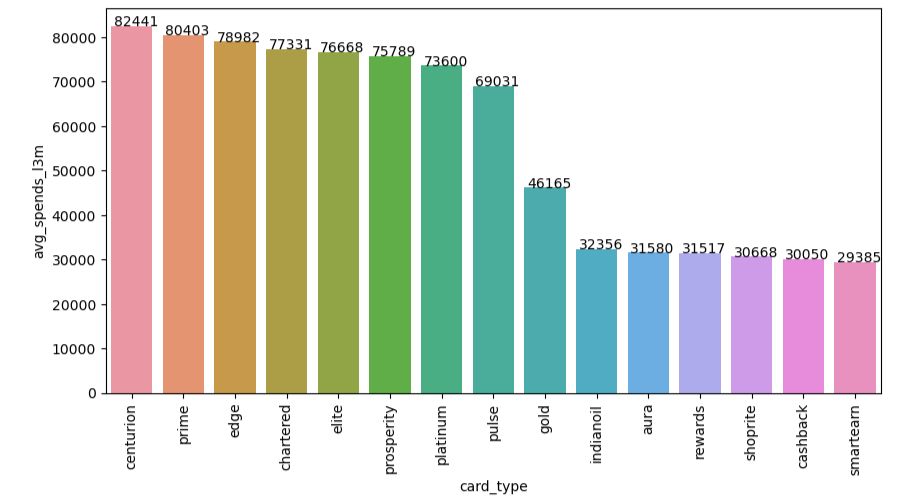 82441
80403
78982
77331
76668
75789
73600
69031
46165
32356
31580
31517
30668
30050
29385
80000
70000
60000
50000
40000
30000
20000
10000
0
avg_spends_l3m
centurion
prime
edge
chartered
elite
prosperity
platinum
pulse
gold
indianoil
aura
rewards
shoprite
cashback
smartearn
card_type